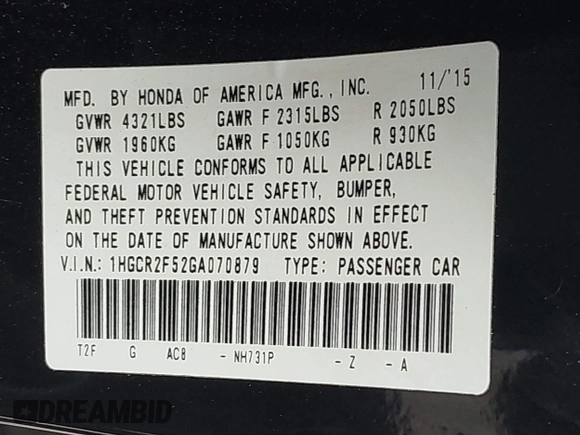 MFD. BY HONDA OF AMERICA MFG., INC. 11/'15
GVWR 4321LBS GAWR F 2315LBS R 2050LBS
GVWR 1960KG GAWR F 1050KG R 930KG
THIS VEHICLE CONFORMS TO ALL APPLICABLE
FEDERAL MOTOR VEHICLE SAFETY, BUMPER,
AND THEFT PREVENTION STANDARDS IN EFFECT
ON THE DATE OF MANUFACTURE SHOWN ABOVE.
V.I.N.: 1HGCR2F52GA070879 TYPE: PASSENGER CAR
T2F G AC8 - NH731P - Z - A
DREAMBID